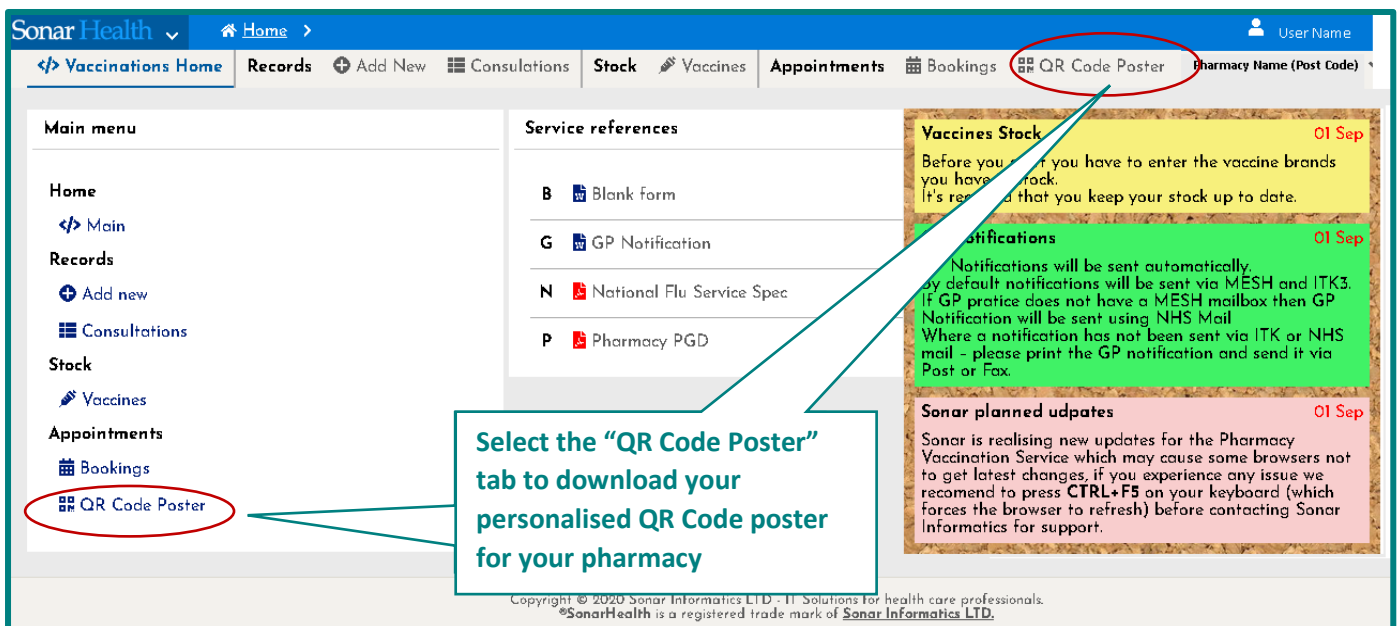 Sonar Health Home > User Name
</> Vaccinations Home Records Add New Consulations Stock Vaccines Appointments Bookings QR Code Poster Pharmacy Name (Post Code)
Main menu
Home
</> Main
Records
Add new
Consultations
Stock
Vaccines
Appointments
Bookings
QR Code Poster
Service references
B Blank form
G GP Notification
N National Flu Service Spec
P Pharmacy PGD
Vaccines Stock 01 Sep
Before you you have to enter the vaccine brands
you have
It's that you keep your stock up to date.
01 Sep
Notifications will be sent automatically.
By default notifications will be sent via MESH and ITK3.
If GP pratice does not have a MESH mailbox then GP
Notification will be sent using NHS Mail
Where a notification has not been sent via ITK or NHS
mail - please print the GP notification and send it via
Post or Fax.
Sonar planned udpates 01 Sep
Sonar is realising new updates for the Pharmacy
Vaccination Service which may cause some browsers not
to get latest changes, if you experience any issue we
recomend to press CTRL+F5 on your keyboard (which
forces the browser to refresh) before contacting Sonar
Informatics for support.
Select the “QR Code Poster”
tab to download your
personalised QR Code poster
for your pharmacy
Copyright © 2020 Sonar Informatics LTD - IT Solutions for health care professionals.
®SonarHealth is a registered trade mark of Sonar Informatics LTD.